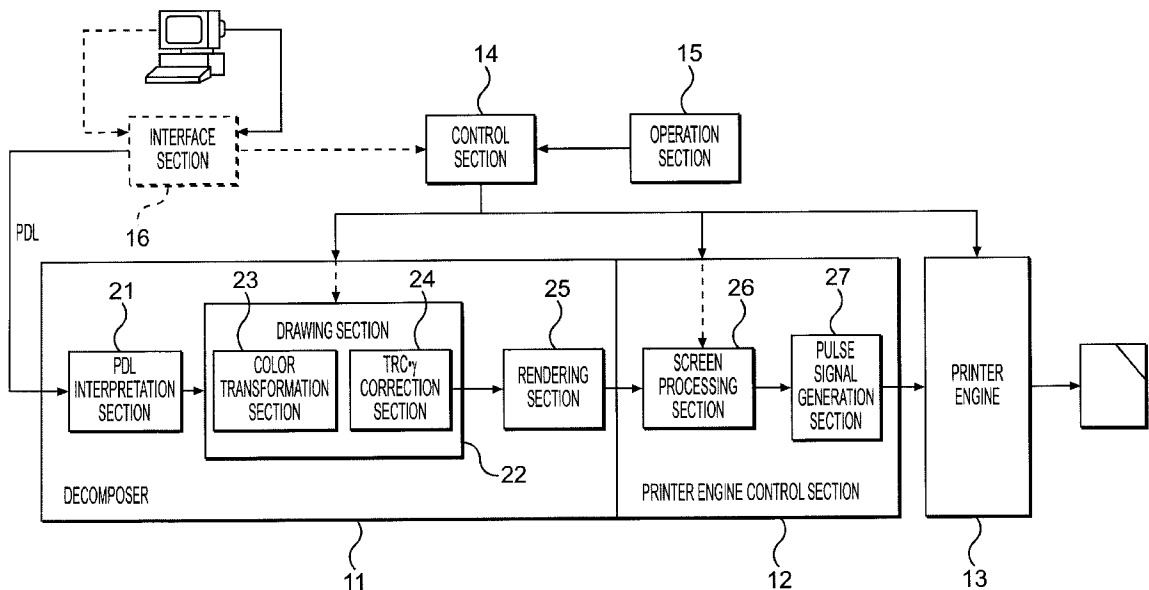 14
15
INTERFACE
SECTION
CONTROL
SECTION
OPERATION
SECTION
16
PDL
21
23
24
25
26
27
DRAWING SECTION
PDL
INTERPRETATION
SECTION
COLOR
TRANSFORMATION
SECTION
TRC•γ
CORRECTION
SECTION
RENDERING
SECTION
SCREEN
PROCESSING
SECTION
PULSE
SIGNAL
GENERATION
SECTION
PRINTER
ENGINE
22
DECOMPOSER
PRINTER ENGINE CONTROL SECTION
11
12
13